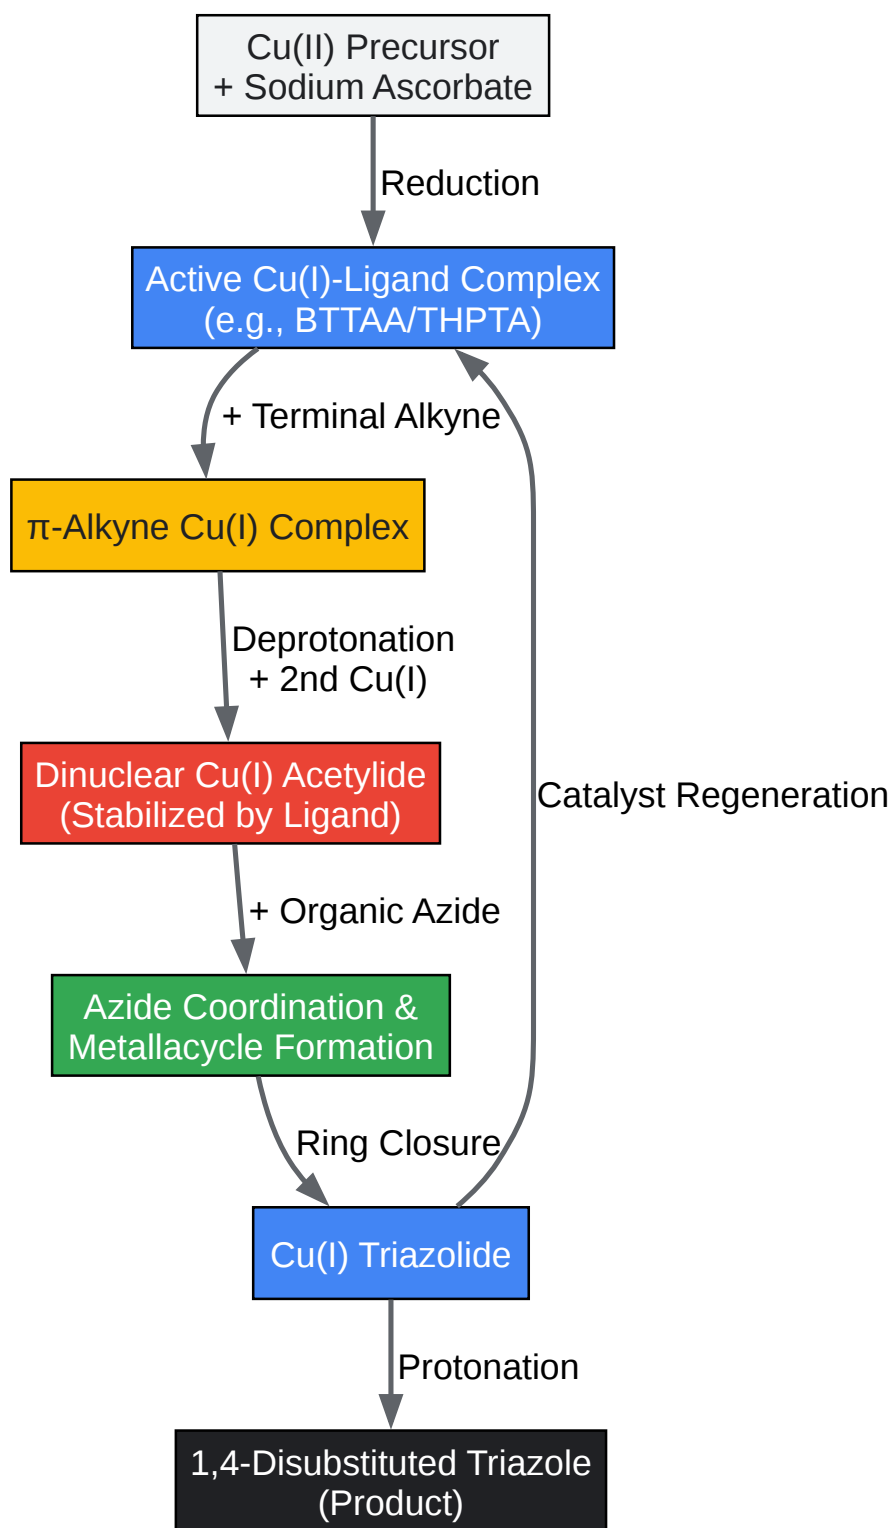 Cu(II) Precursor
+ Sodium Ascorbate
Reduction
Active Cu(I)-Ligand Complex
(e.g., BTTAA/THPTA)
+ Terminal Alkyne
π-Alkyne Cu(I) Complex
Deprotonation
+ 2nd Cu(I)
Dinuclear Cu(I) Acetylide
(Stabilized by Ligand)
Catalyst Regeneration
+ Organic Azide
Azide Coordination &
Metallacycle Formation
Ring Closure
Cu(I) Triazolide
Protonation
1,4-Disubstituted Triazole
(Product)